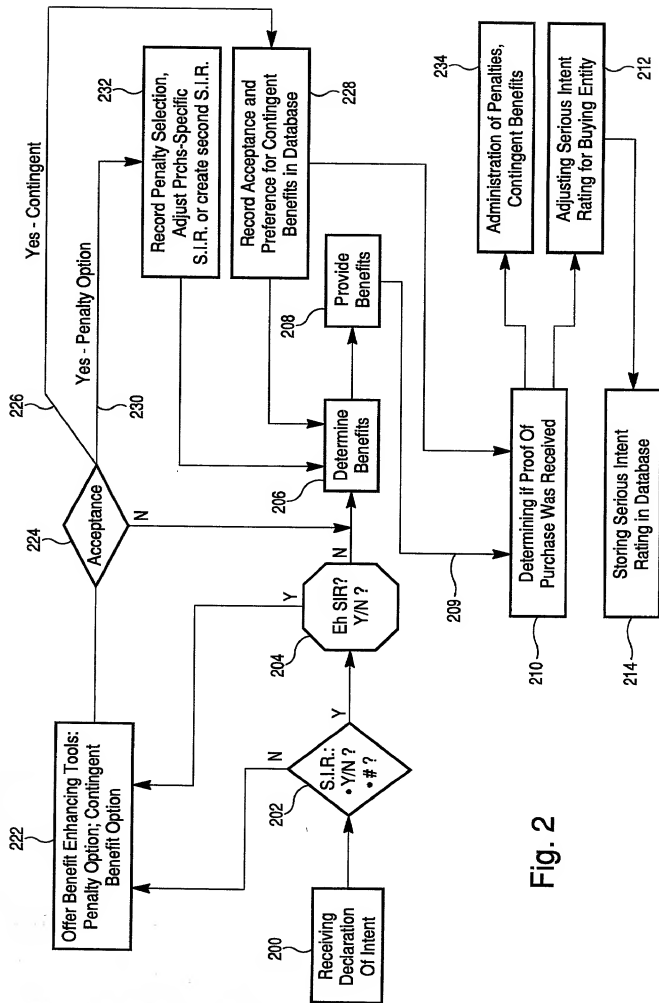 222
Offer Benefit Enhancing Tools:
Penalty Option; Contingent
Benefit Option
224
Acceptance
N
226
Yes - Contingent
Yes - Penalty Option
230
232
Record Penalty Selection,
Adjust Prchs-Specific
S.I.R. or create second S.I.R.
228
Record Acceptance and
Preference for Contingent
Benefits in Database
200
Receiving
Declaration
Of Intent
202
S.I.R.:
• Y/N ?
• # ?
N
Y
204
Eh SIR?
Y/N ?
Y
N
206
Determine
Benefits
208
Provide
Benefits
209
210
Determining if Proof Of
Purchase Was Received
234
Administration of Penalties,
Contingent Benefits
212
Adjusting Serious Intent
Rating for Buying Entity
214
Storing Serious Intent
Rating in Database
Fig. 2